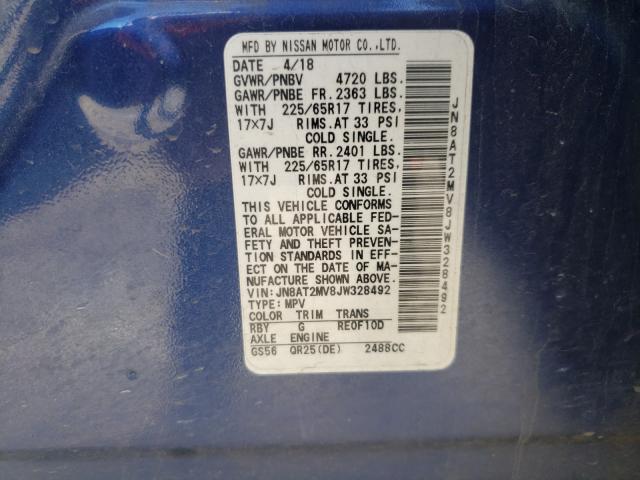 MFD BY NISSAN MOTOR CO.,LTD.
DATE 4/18
GVWR/PNBV 4720 LBS.
GAWR/PNBE FR. 2363 LBS.
WITH 225/65R17 TIRES,
17×7J RIMS.AT 33 PSI
COLD SINGLE.
GAWR/PNBE RR. 2401 LBS.
WITH 225/65R17 TIRES,
17×7J RIMS.AT 33 PSI
COLD SINGLE.
THIS VEHICLE CONFORMS
TO ALL APPLICABLE FED-
ERAL MOTOR VEHICLE SA-
FETY AND THEFT PREVEN-
TION STANDARDS IN EFF-
ECT ON THE DATE OF MA-
NUFACTURE SHOWN ABOVE.
VIN:JN8AT2MV8JW328492
TYPE:MPV
COLOR TRIM TRANS
RBY G RE0F10D
AXLE ENGINE
GS56 QR25(DE) 2488CC
JN8AT2MV8JW328492